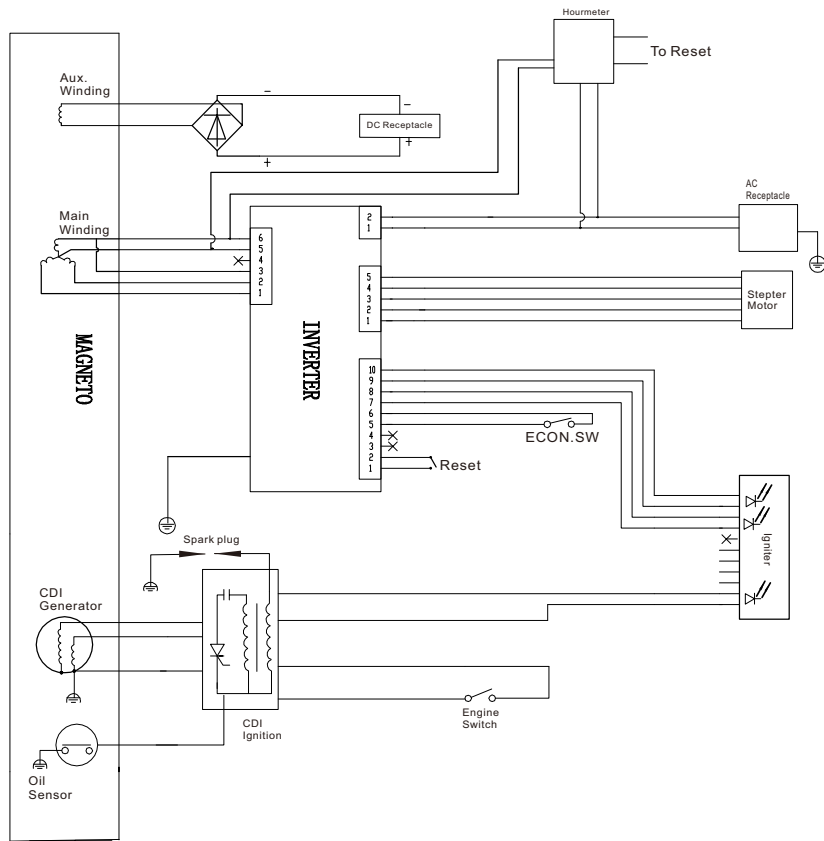 Hourmeter
To Reset
Aux.
Winding
−
−
DC Receptacle
+
+
AC
Receptacle
Main
Winding
6
5
4
3
2
1
2
1
5
4
3
2
1
Stepter
Motor
MAGNETO
INVERTER
10
9
8
7
6
5
4
3
2
1
ECON.SW
Reset
Igniter
Spark plug
CDI
Generator
CDI
Ignition
Engine
Switch
Oil
Sensor